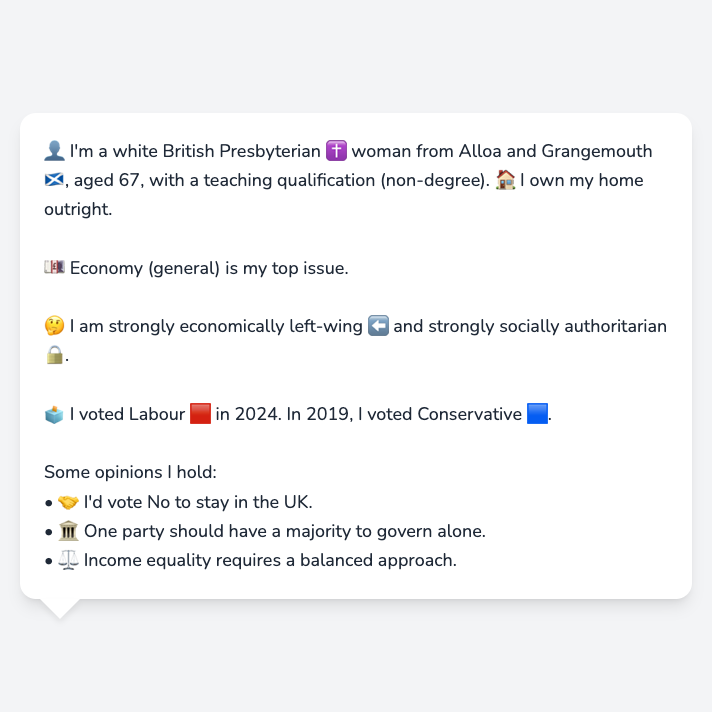 👤 I'm a white British Presbyterian ✝️ woman from Alloa and Grangemouth
🏴󠁧󠁢󠁳󠁣󠁴󠁿, aged 67, with a teaching qualification (non-degree). 🏠 I own my home
outright.
💷 Economy (general) is my top issue.
🤔 I am strongly economically left-wing ⬅️ and strongly socially authoritarian
🔒.
🗳️ I voted Labour 🟥 in 2024. In 2019, I voted Conservative 🟦.
Some opinions I hold:
• 🤝 I'd vote No to stay in the UK.
• 🏛️ One party should have a majority to govern alone.
• ⚖️ Income equality requires a balanced approach.